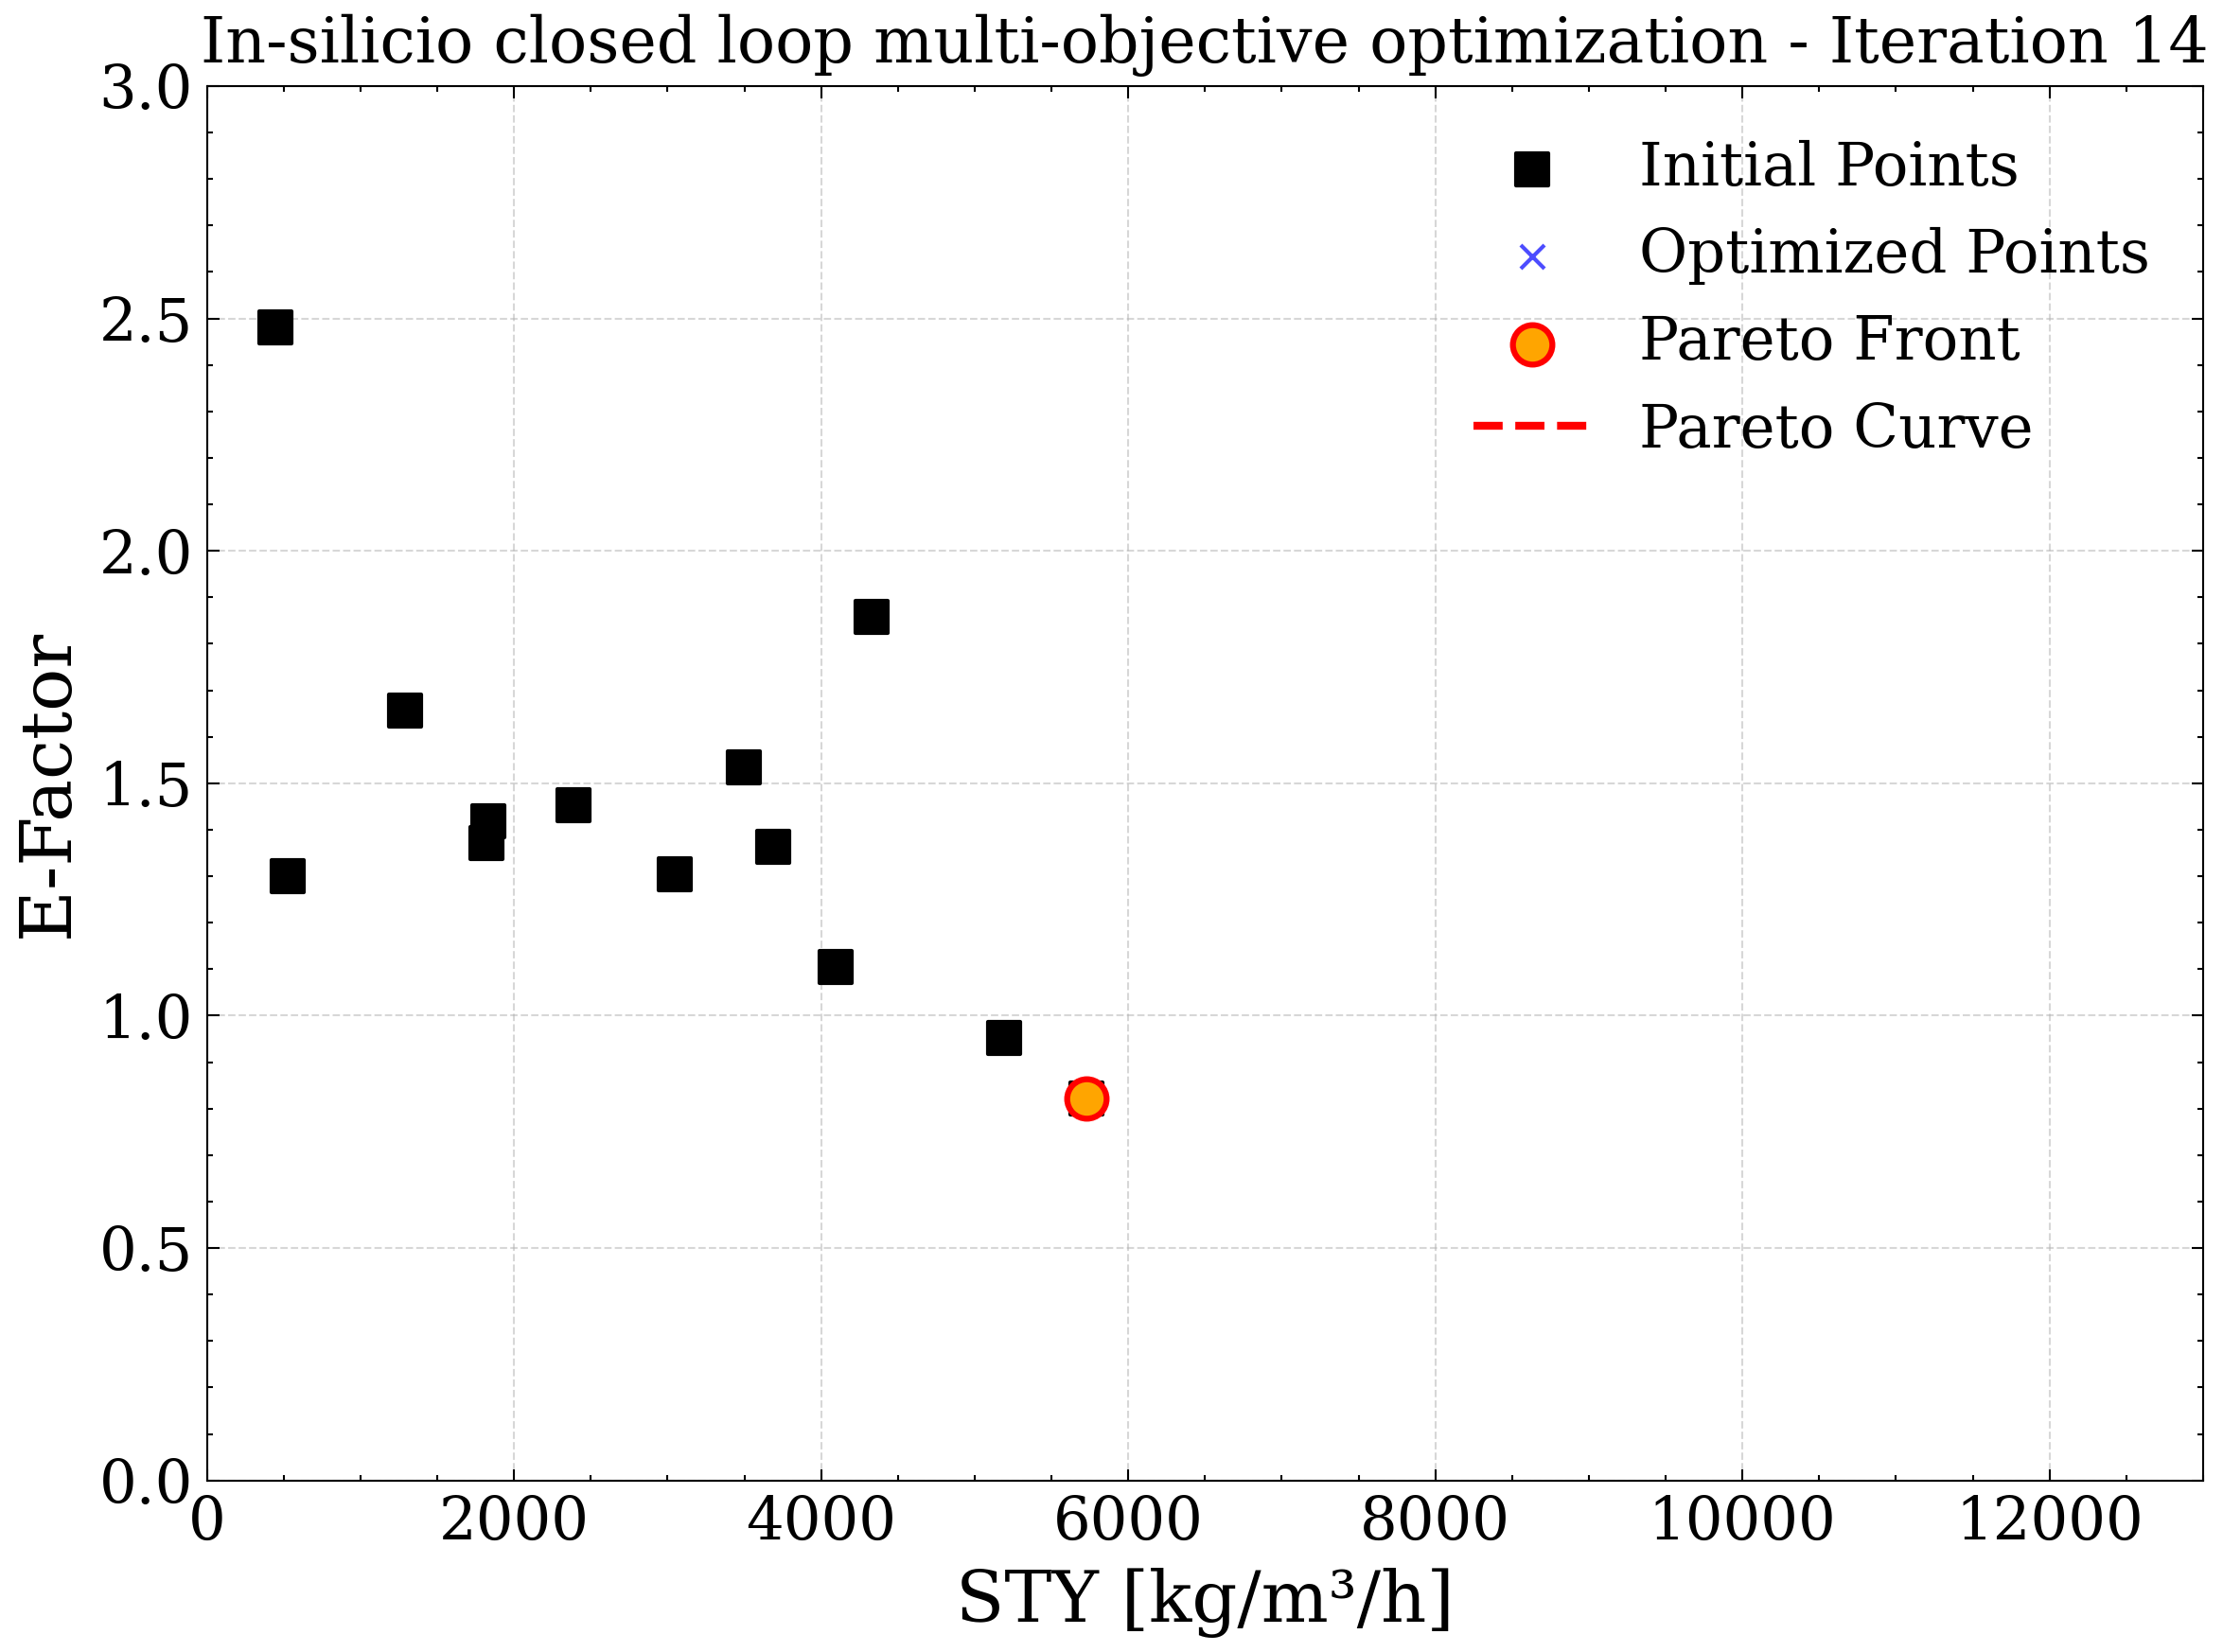 In-silicio closed loop multi-objective optimization - Iteration 14
3.0
2.5
2.0
1.5
1.0
0.5
0.0
E-Factor
Initial Points
Optimized Points
Pareto Front
Pareto Curve
0 2000 4000 6000 8000 10000 12000
STY [kg/m³/h]